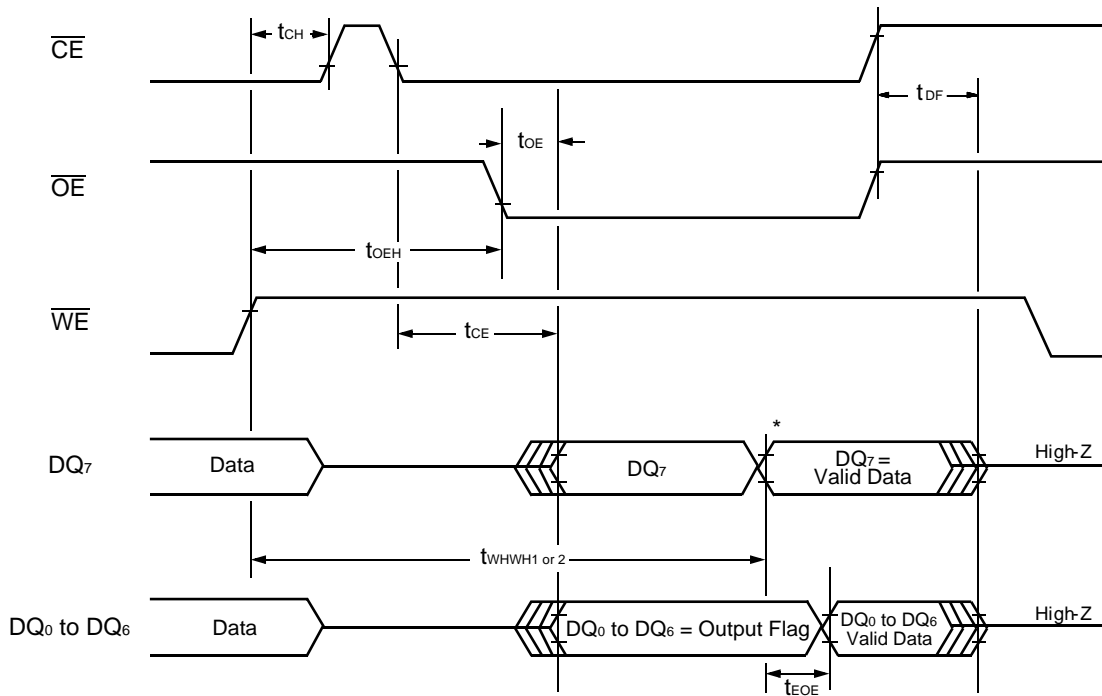 CE
tCH
tDF
OE
tOE
tOEH
WE
tCE
DQ7
Data
DQ7
*
DQ7 =
Valid Data
High-Z
tWHWH1 or 2
DQ0 to DQ6
Data
DQ0 to DQ6 = Output Flag
DQ0 to DQ6
Valid Data
High-Z
tEOE